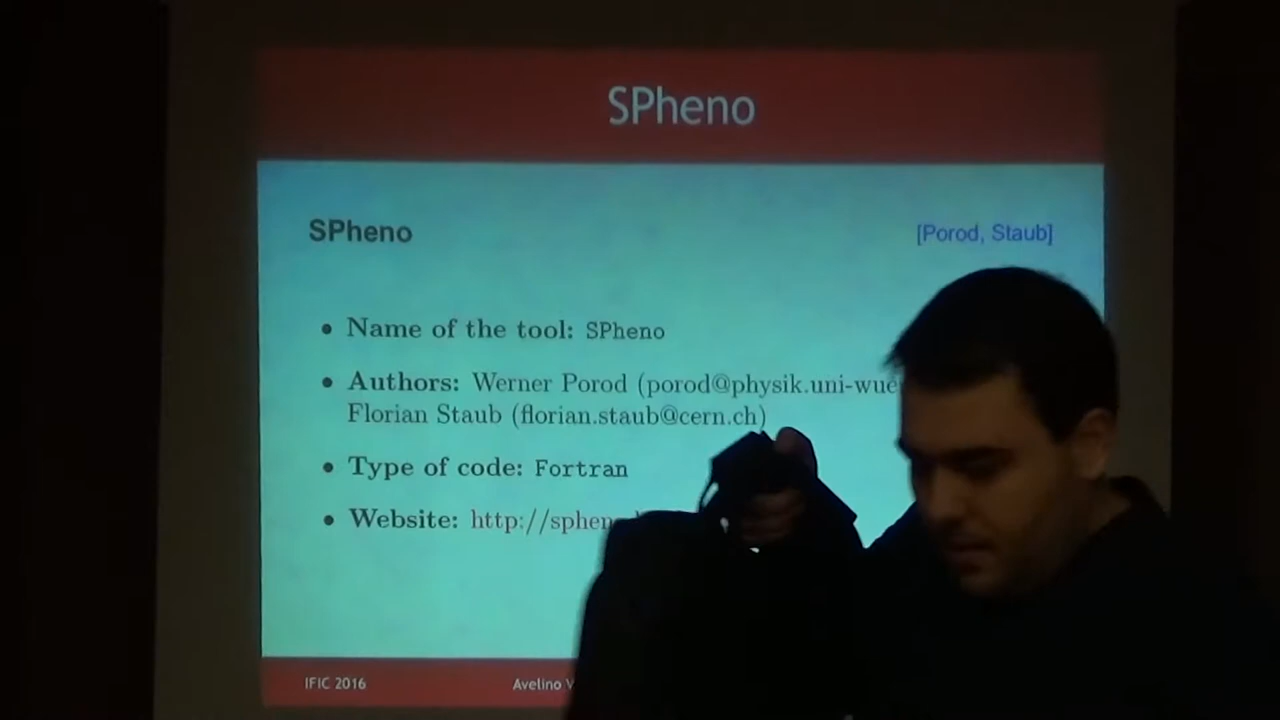 SPheno
SPheno
[Porod, Staub]
• Name of the tool: SPheno
• Authors: Werner Porod (porod@physik.uni-wue
Florian Staub (florian.staub@cern.ch)
• Type of code: Fortran
• Website: http://sphen
IFIC 2016
Avelino V